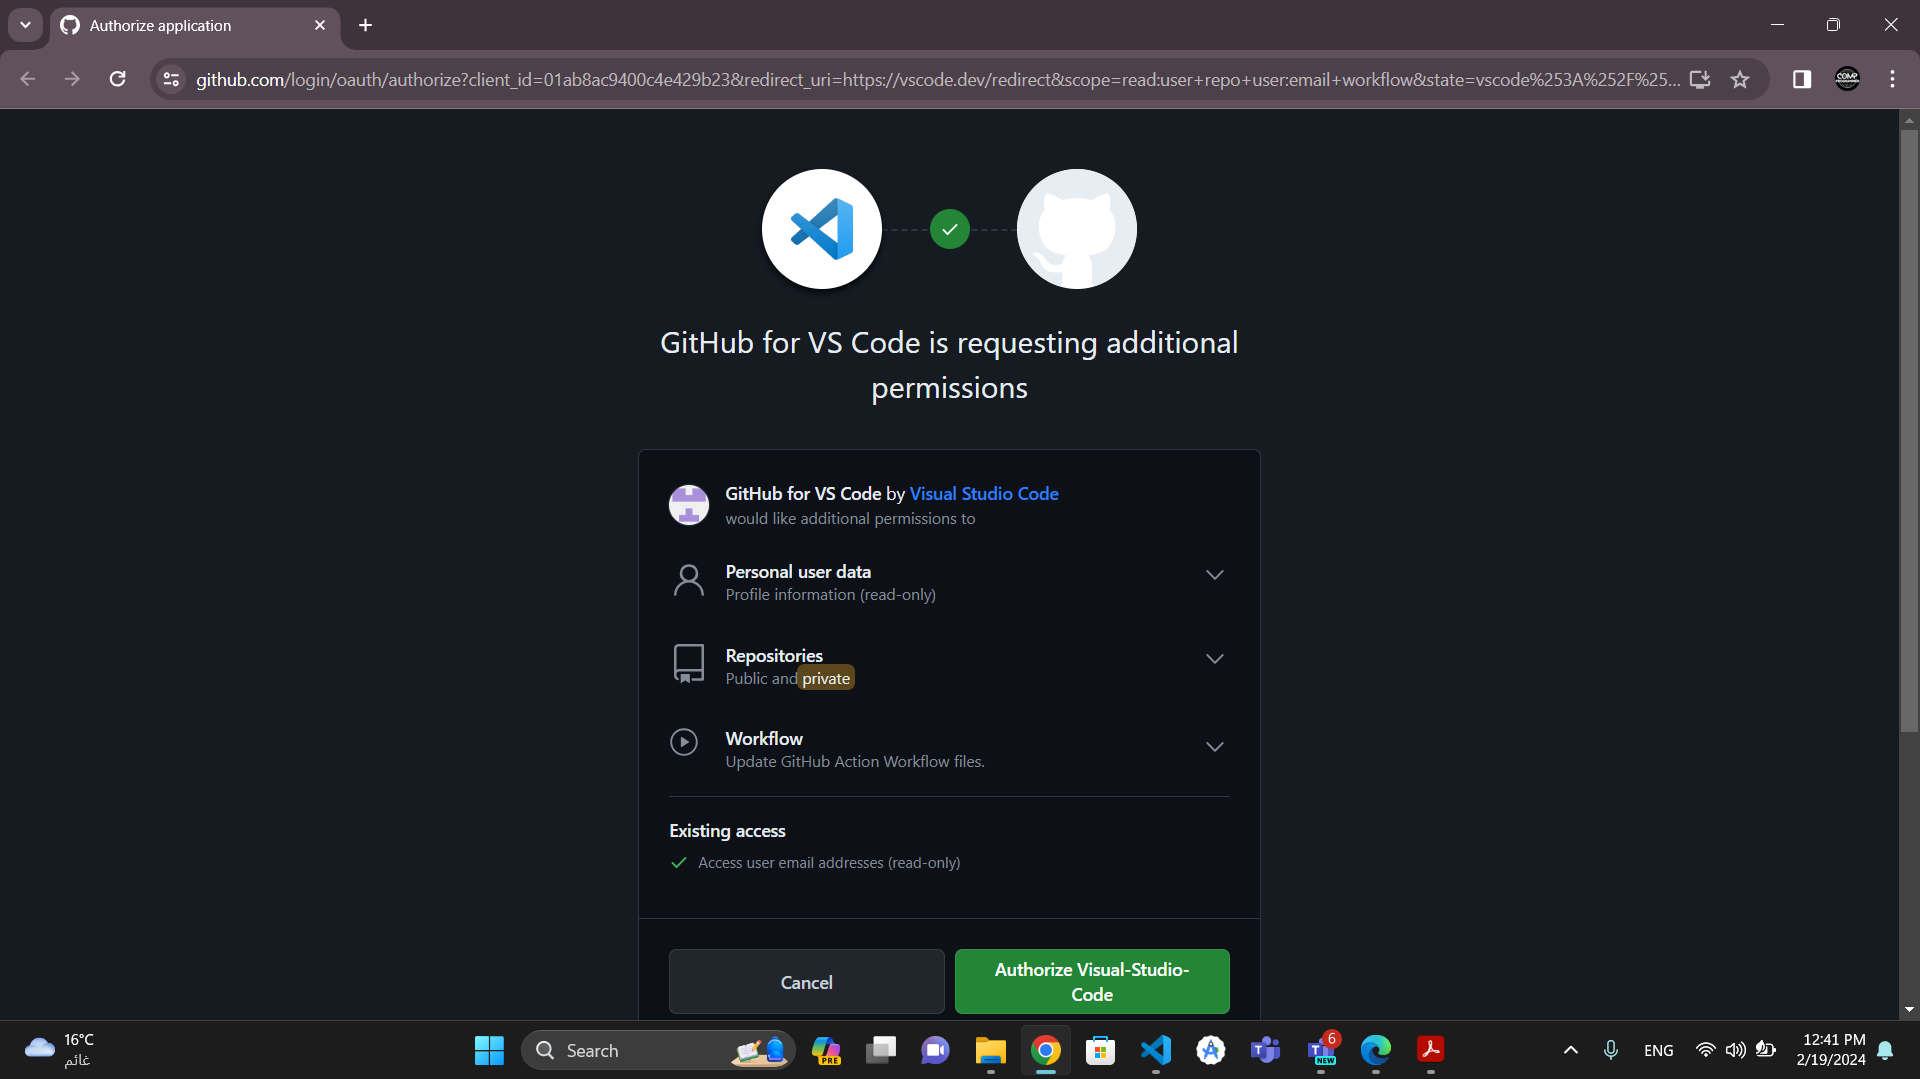 Authorize application
github.com/login/oauth/authorize?client_id=01ab8ac9400c4e429b23&redirect_uri=https://vscode.dev/redirect&scope=read:user+repo+user:email+workflow&state=vscode%253A%252F%25...
COMP
GitHub for VS Code is requesting additional
permissions
GitHub for VS Code by Visual Studio Code
would like additional permissions to
Personal user data
Profile information (read-only)
Repositories
Public and private
Workflow
Update GitHub Action Workflow files.
Existing access
Access user email addresses (read-only)
Cancel
Authorize Visual-Studio-
Code
16°C
غائم
Search
PRE
6
NEW
ENG
12:41 PM
2/19/2024